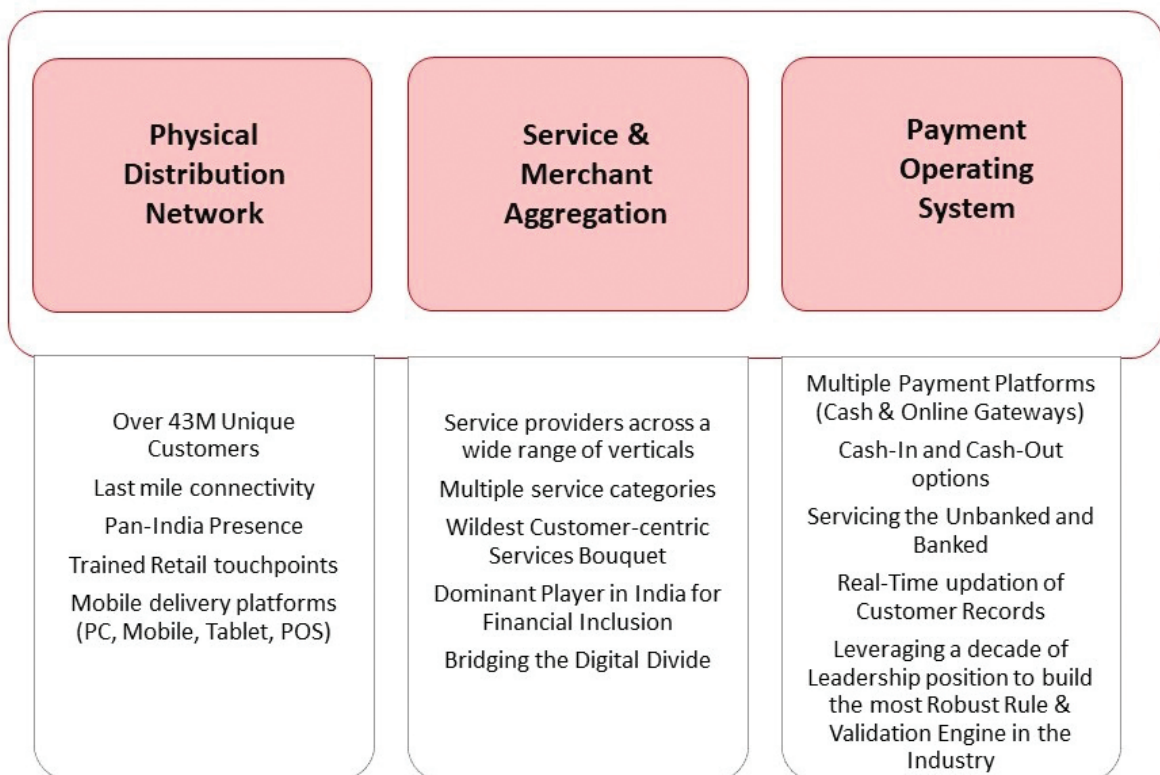 Physical
Distribution
Network
Over 43M Unique
Customers
Last mile connectivity
Pan-India Presence
Trained Retail touchpoints
Mobile delivery platforms
(PC, Mobile, Tablet, POS)
Service &
Merchant
Aggregation
Service providers across a
wide range of verticals
Multiple service categories
Wildest Customer-centric
Services Bouquet
Dominant Player in India for
Financial Inclusion
Bridging the Digital Divide
Payment
Operating
System
Multiple Payment Platforms
(Cash & Online Gateways)
Cash-In and Cash-Out
options
Servicing the Unbanked and
Banked
Real-Time updation of
Customer Records
Leveraging a decade of
Leadership position to build
the most Robust Rule &
Validation Engine in the
Industry